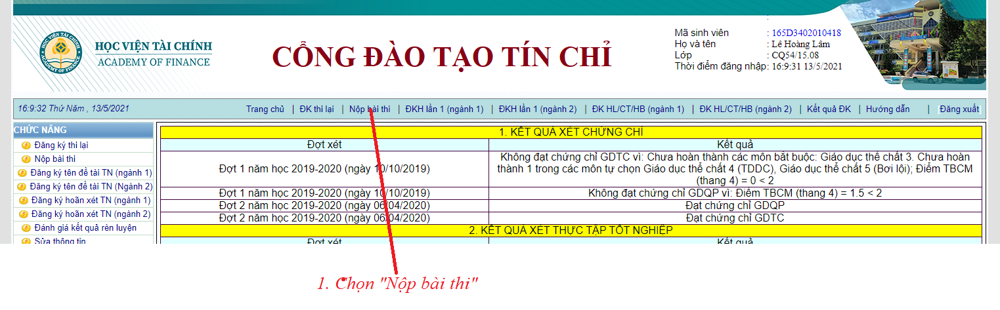 HỌC VIỆN TÀI CHÍNH
ACADEMY OF FINANCE
CỔNG ĐÀO TẠO TÍN CHỈ
Mã sinh viên : 165D3402010418
Họ và tên : Lê Hoàng Lâm
Lớp : CQ54/15.08
Thời điểm đăng nhập: 16:9:31 13/5/2021
16:9:32 Thứ Năm , 13/5/2021
Trang chủ | ĐK thi lại | Nộp bài thi | ĐKH lần 1 (ngành 1) | ĐKH lần 1 (ngành 2) | ĐK HL/CT/HB (ngành 1) | ĐK HL/CT/HB (ngành 2) | Kết quả ĐK | Hướng dẫn | Đăng xuất
CHỨC NĂNG
Đăng ký thi lại
Nộp bài thi
Đăng ký tên đề tài TN (ngành 1)
Đăng ký tên đề tài TN (Ngành 2)
Đăng ký hoãn xét TN (ngành 1)
Đăng ký hoãn xét TN (ngành 2)
Đánh giá kết quả rèn luyện
Sửa thông tin
1. KẾT QUẢ XÉT CHỨNG CHỈ
Đợt xét Kết quả
Đợt 1 năm học 2019-2020 (ngày 10/10/2019)
Không đạt chứng chỉ GDTC vì: Chưa hoàn thành các môn bắt buộc: Giáo dục thể chất 3. Chưa hoàn
thành 1 trong các môn tự chọn Giáo dục thể chất 4 (TDDC), Giáo dục thể chất 5 (Bơi lội); Điểm TBCM
(thang 4) = 0 < 2
Đợt 1 năm học 2019-2020 (ngày 10/10/2019) Không đạt chứng chỉ GDQP vì: Điểm TBCM (thang 4) = 1.5 < 2
Đợt 2 năm học 2019-2020 (ngày 06/04/2020) Đạt chứng chỉ GDQP
Đợt 2 năm học 2019-2020 (ngày 06/04/2020) Đạt chứng chỉ GDTC
2. KẾT QUẢ XÉT THỰC TẬP TỐT NGHIỆP
Đợt xét Kết quả
1. Chọn "Nộp bài thi"